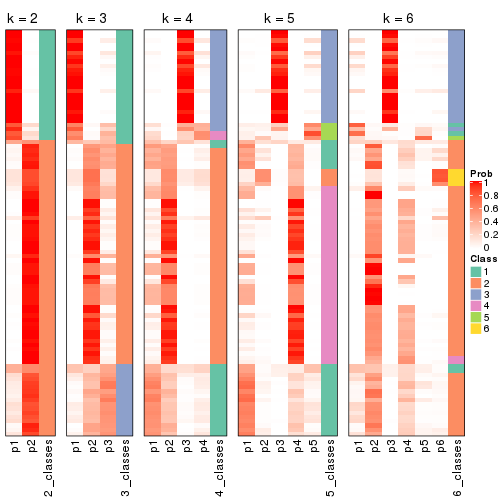 k = 2
k = 3
k = 4
k = 5
k = 6
p1
p2
2_classes
p1
p2
p3
3_classes
p1
p2
p3
p4
4_classes
p1
p2
p3
p4
p5
5_classes
p1
p2
p3
p4
p5
p6
6_classes
Prob
1
0.8
0.6
0.4
0.2
0
Class
1
2
3
4
5
6